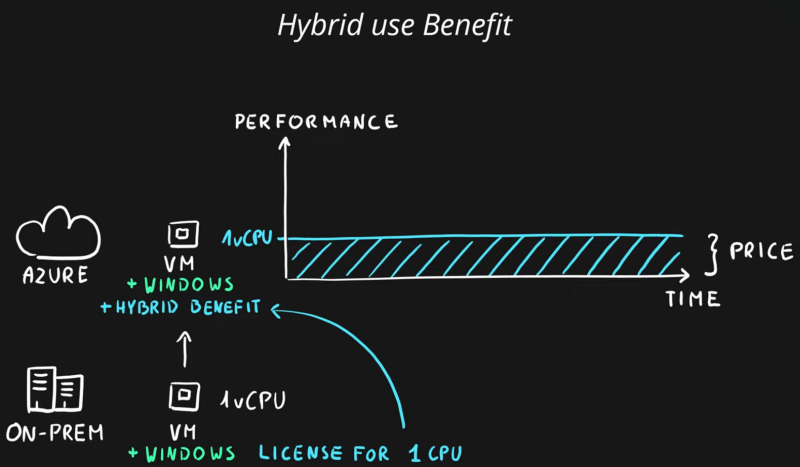 Hybrid use Benefit
PERFORMANCE
1vCPU
PRICE
TIME
AZURE
VM
+ WINDOWS
+ HYBRID BENEFIT
ON-PREM
1vCPU
VM
+ WINDOWS LICENSE FOR 1 CPU